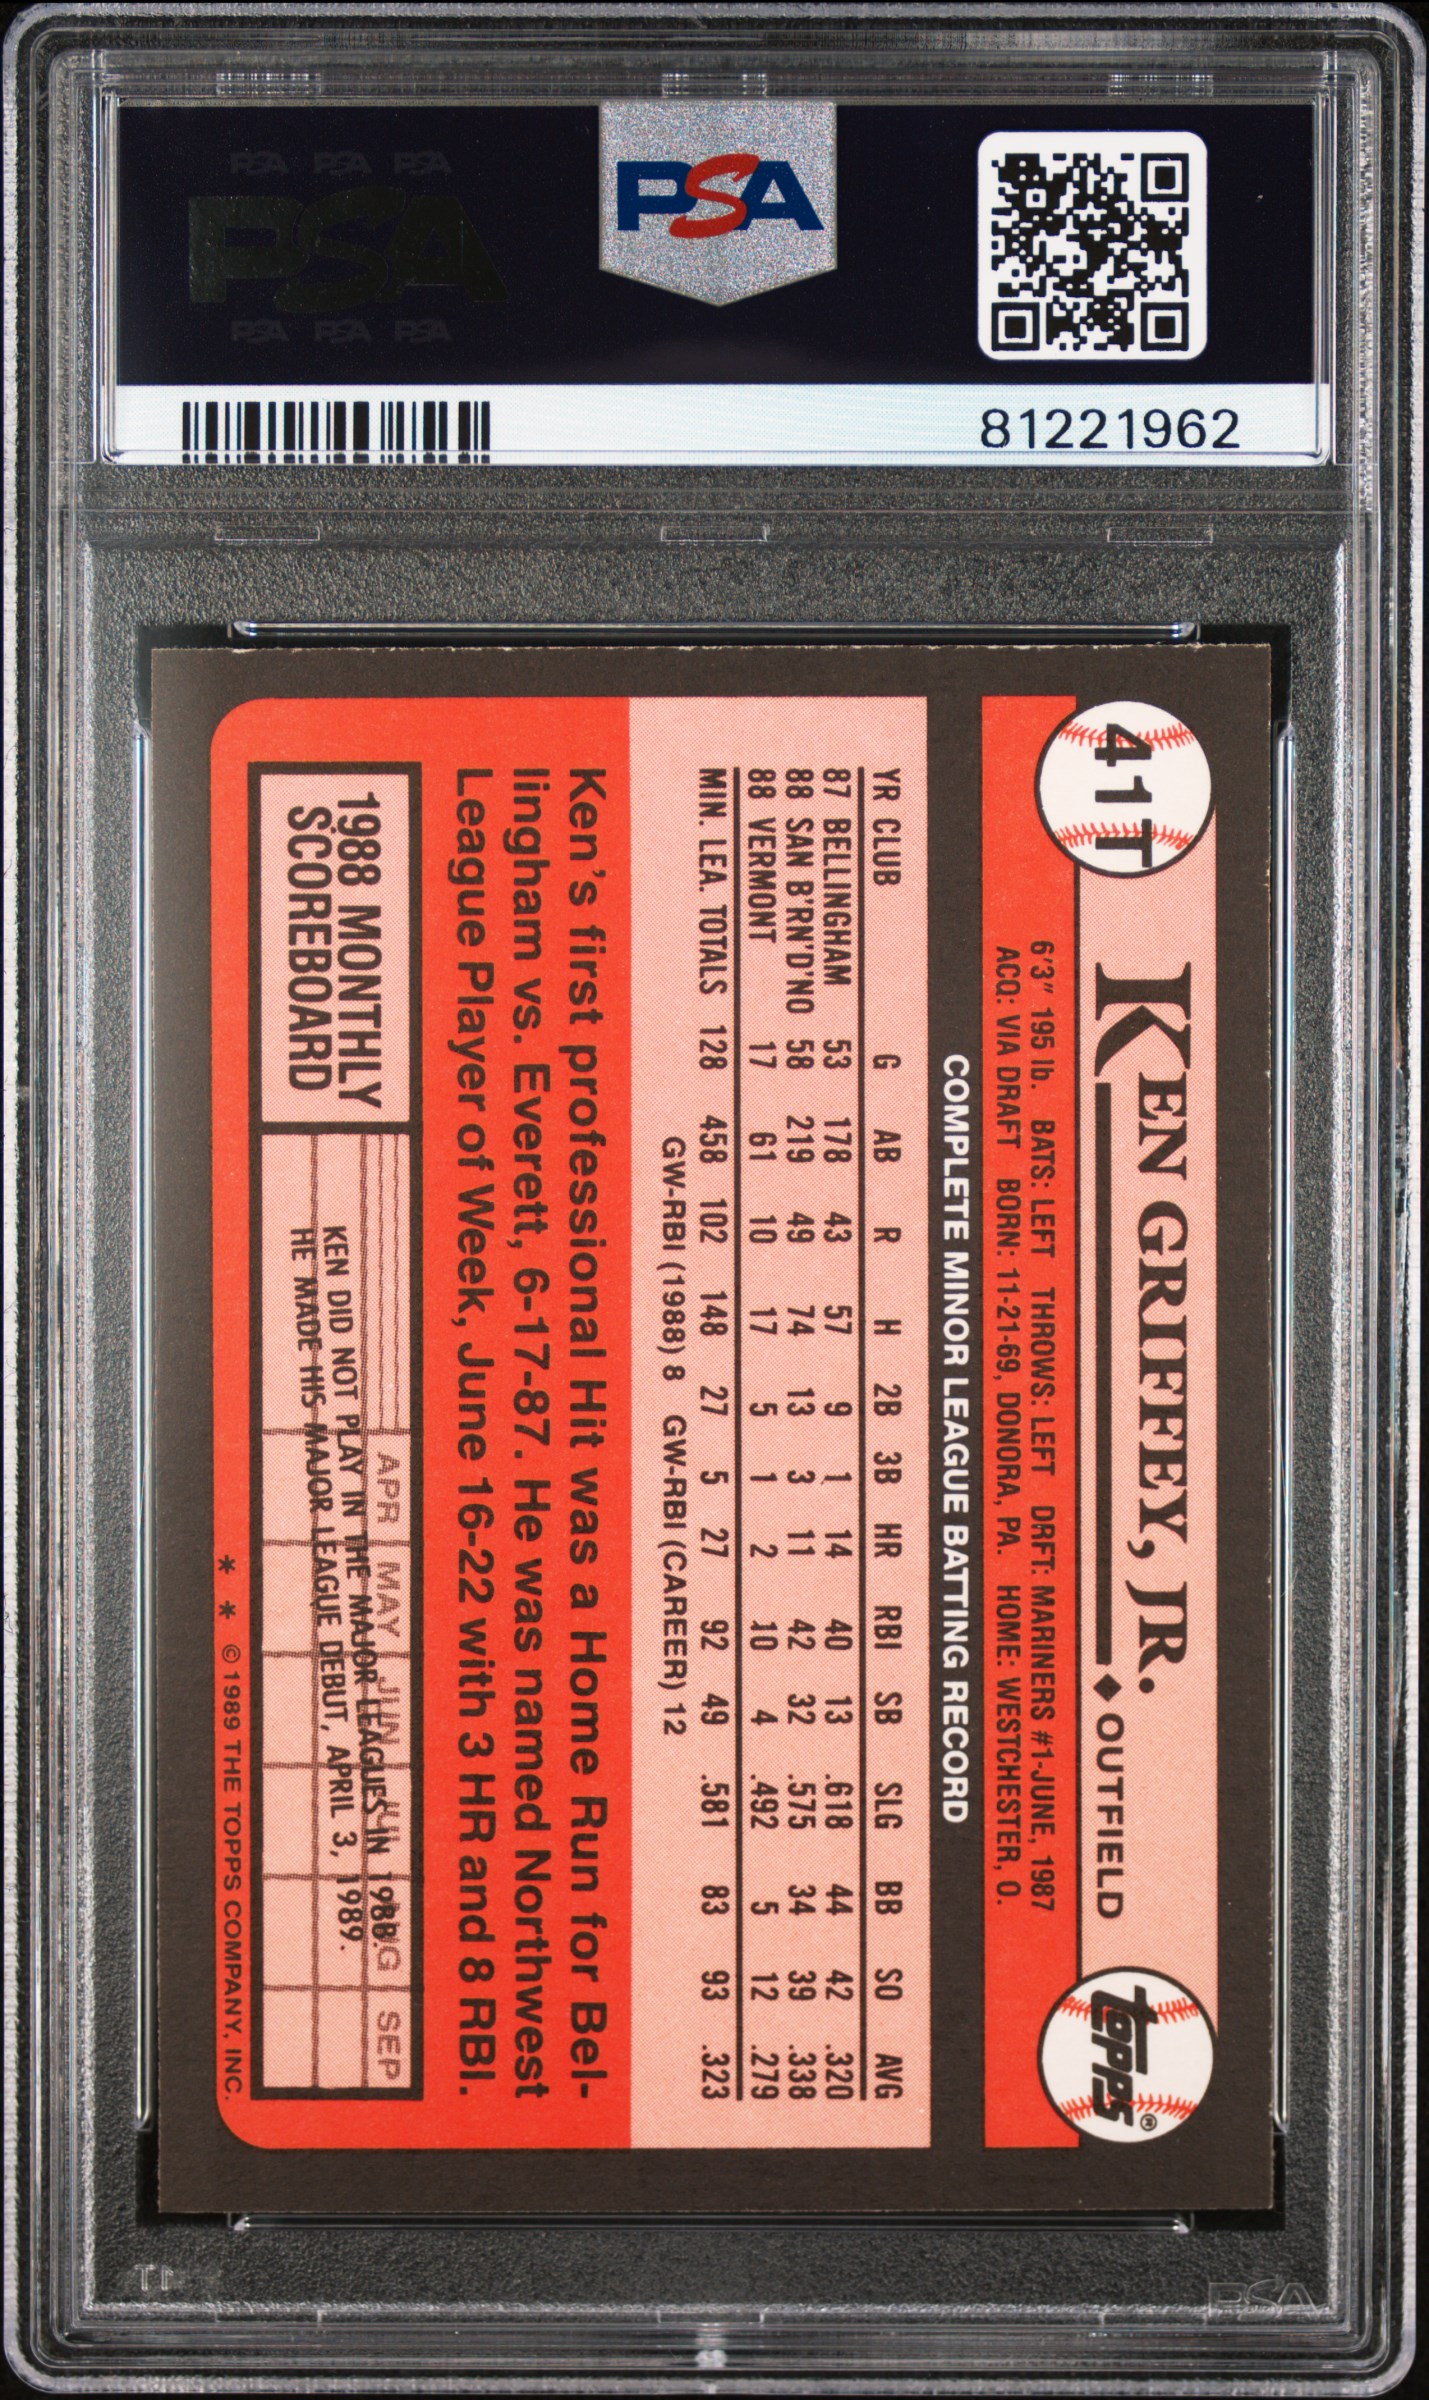 PSA PSA PSA
PSA
PSA PSA PSA
PSA
81221962
41T
KEN GRIFFEY, JR. ◆ OUTFIELD
topps®
6'3" 195 lb. BATS: LEFT THROWS: LEFT DRFT: MARINERS #1-JUNE, 1987
ACQ: VIA DRAFT BORN: 11-21-69, DONORA, PA. HOME: WESTCHESTER, O.
COMPLETE MINOR LEAGUE BATTING RECORD
YR CLUB G AB R H 2B 3B HR RBI SB SLG BB SO AVG
87 BELLINGHAM 53 178 43 57 9 1 14 40 13 .618 44 42 .320
88 SAN B'RN'D'NO 58 219 49 74 13 3 11 42 32 .575 34 39 .338
88 VERMONT 17 61 10 17 5 1 2 10 4 .492 5 12 .279
MIN. LEA. TOTALS 128 458 102 148 27 5 27 92 49 .581 83 93 .323
GW-RBI (1988) 8 GW-RBI (CAREER) 12
Ken's first professional Hit was a Home Run for Bel-
lingham vs. Everett, 6-17-87. He was named Northwest
League Player of Week, June 16-22 with 3 HR and 8 RBI.
1988 MONTHLY
SCOREBOARD
APR MAY JUN JUL AUG SEP
KEN DID NOT PLAY IN THE MAJOR LEAGUES IN 1988.
HE MADE HIS MAJOR LEAGUE DEBUT, APRIL 3, 1989.
* * © 1989 THE TOPPS COMPANY, INC.
PSA